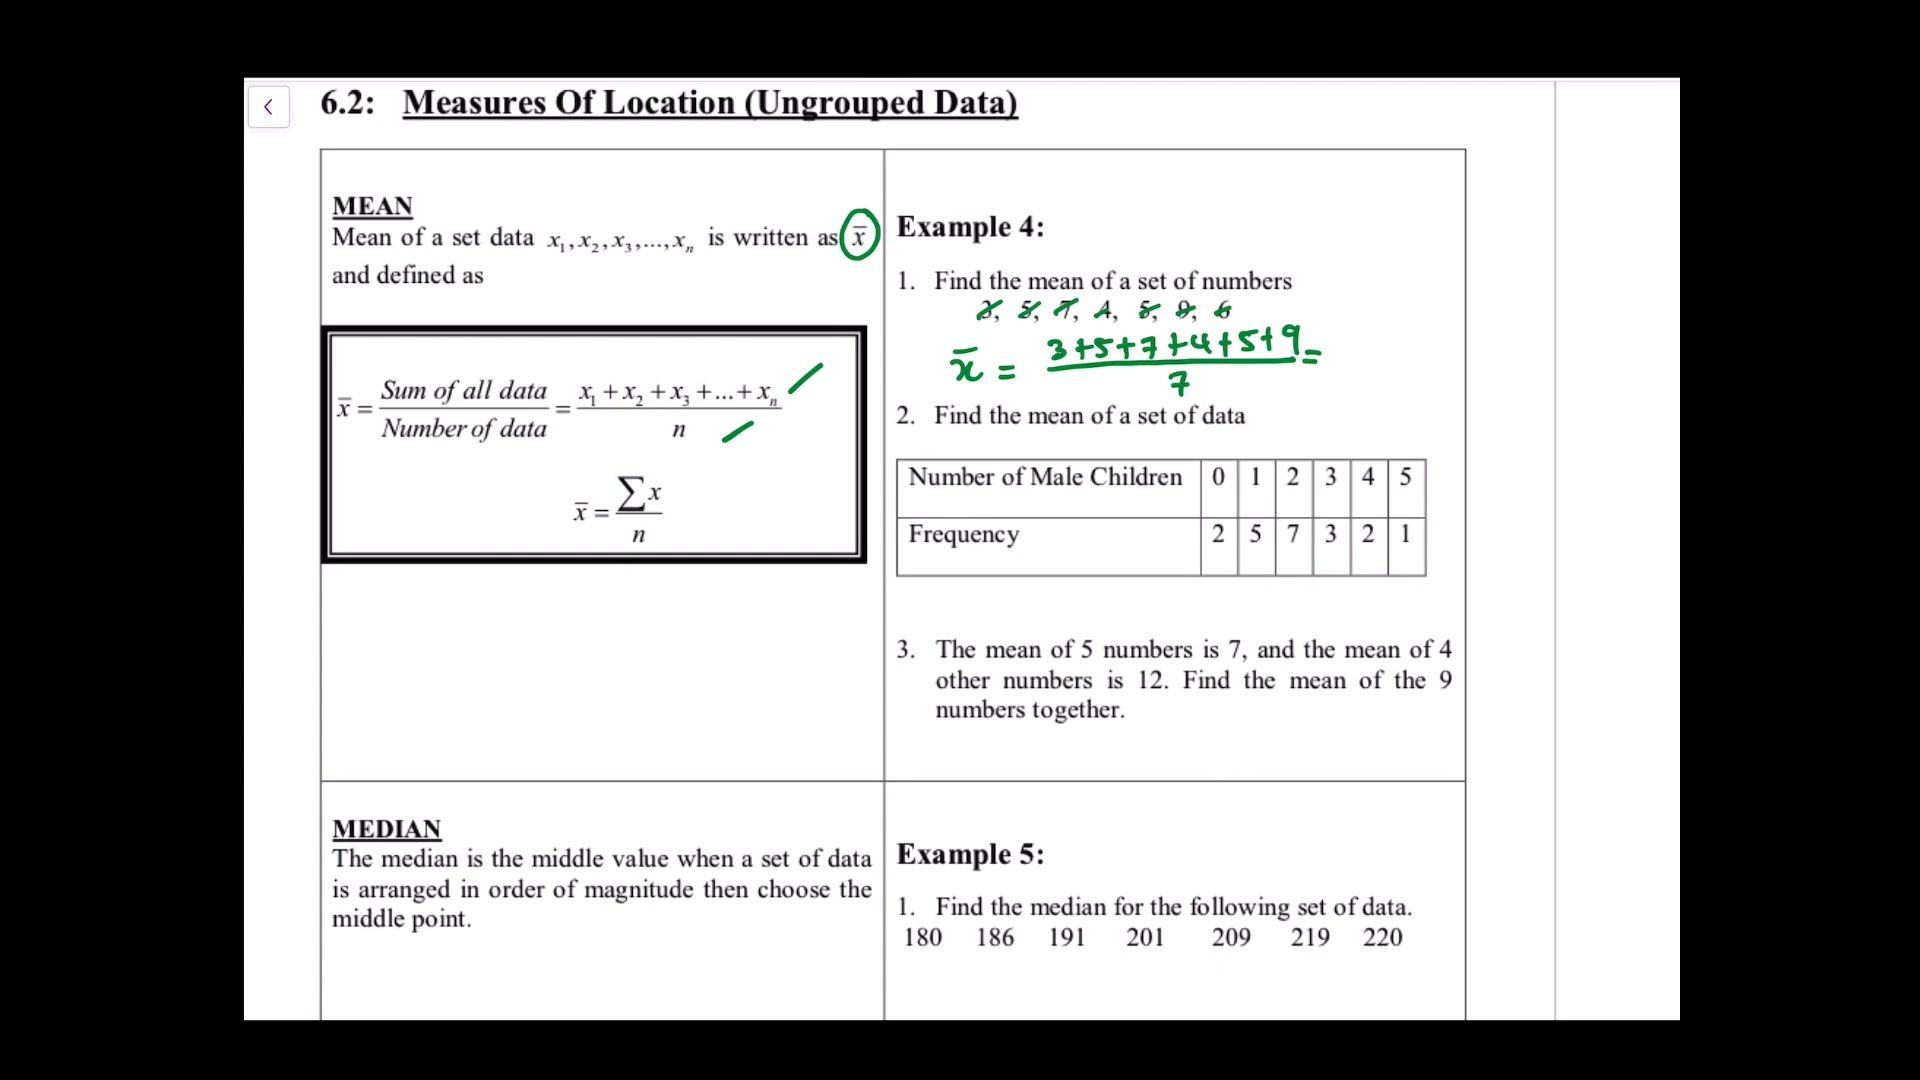 6.2: Measures Of Location (Ungrouped Data)
MEAN
Mean of a set data x₁, x₂, x₃,..., xₙ is written as x̄
and defined as
x̄ = Sum of all data / Number of data = x₁ + x₂ + x₃ + ... + xₙ / n
x̄ = ∑x / n
Example 4:
1. Find the mean of a set of numbers
3, 5, 7, 4, 5, 9, 6
x̄ = 3+5+7+4+5+9 / 7 =
2. Find the mean of a set of data
Number of Male Children 0 1 2 3 4 5
Frequency 2 5 7 3 2 1
3. The mean of 5 numbers is 7, and the mean of 4
other numbers is 12. Find the mean of the 9
numbers together.
MEDIAN
The median is the middle value when a set of data
is arranged in order of magnitude then choose the
middle point.
Example 5:
1. Find the median for the following set of data.
180 186 191 201 209 219 220